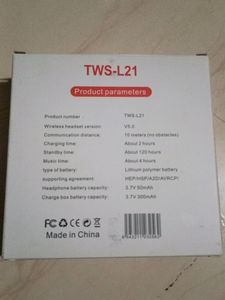 TWS-L21
Product parameters
Product number: TWS-L21
Wireless headset version: V5.0
Communication distance: 10 meters (no obstacles)
Charging time: About 2 hours
Standby time: About 120 hours
Music time: About 4 hours
type of battery: Lithium polymer battery
supporting agreement: HEP/HSP/A2D/AVRCP/
Headphone battery capacity: 3.7V 50mAh
Charge box battery capacity: 3.7V 300mAh
FC CE
Made in China